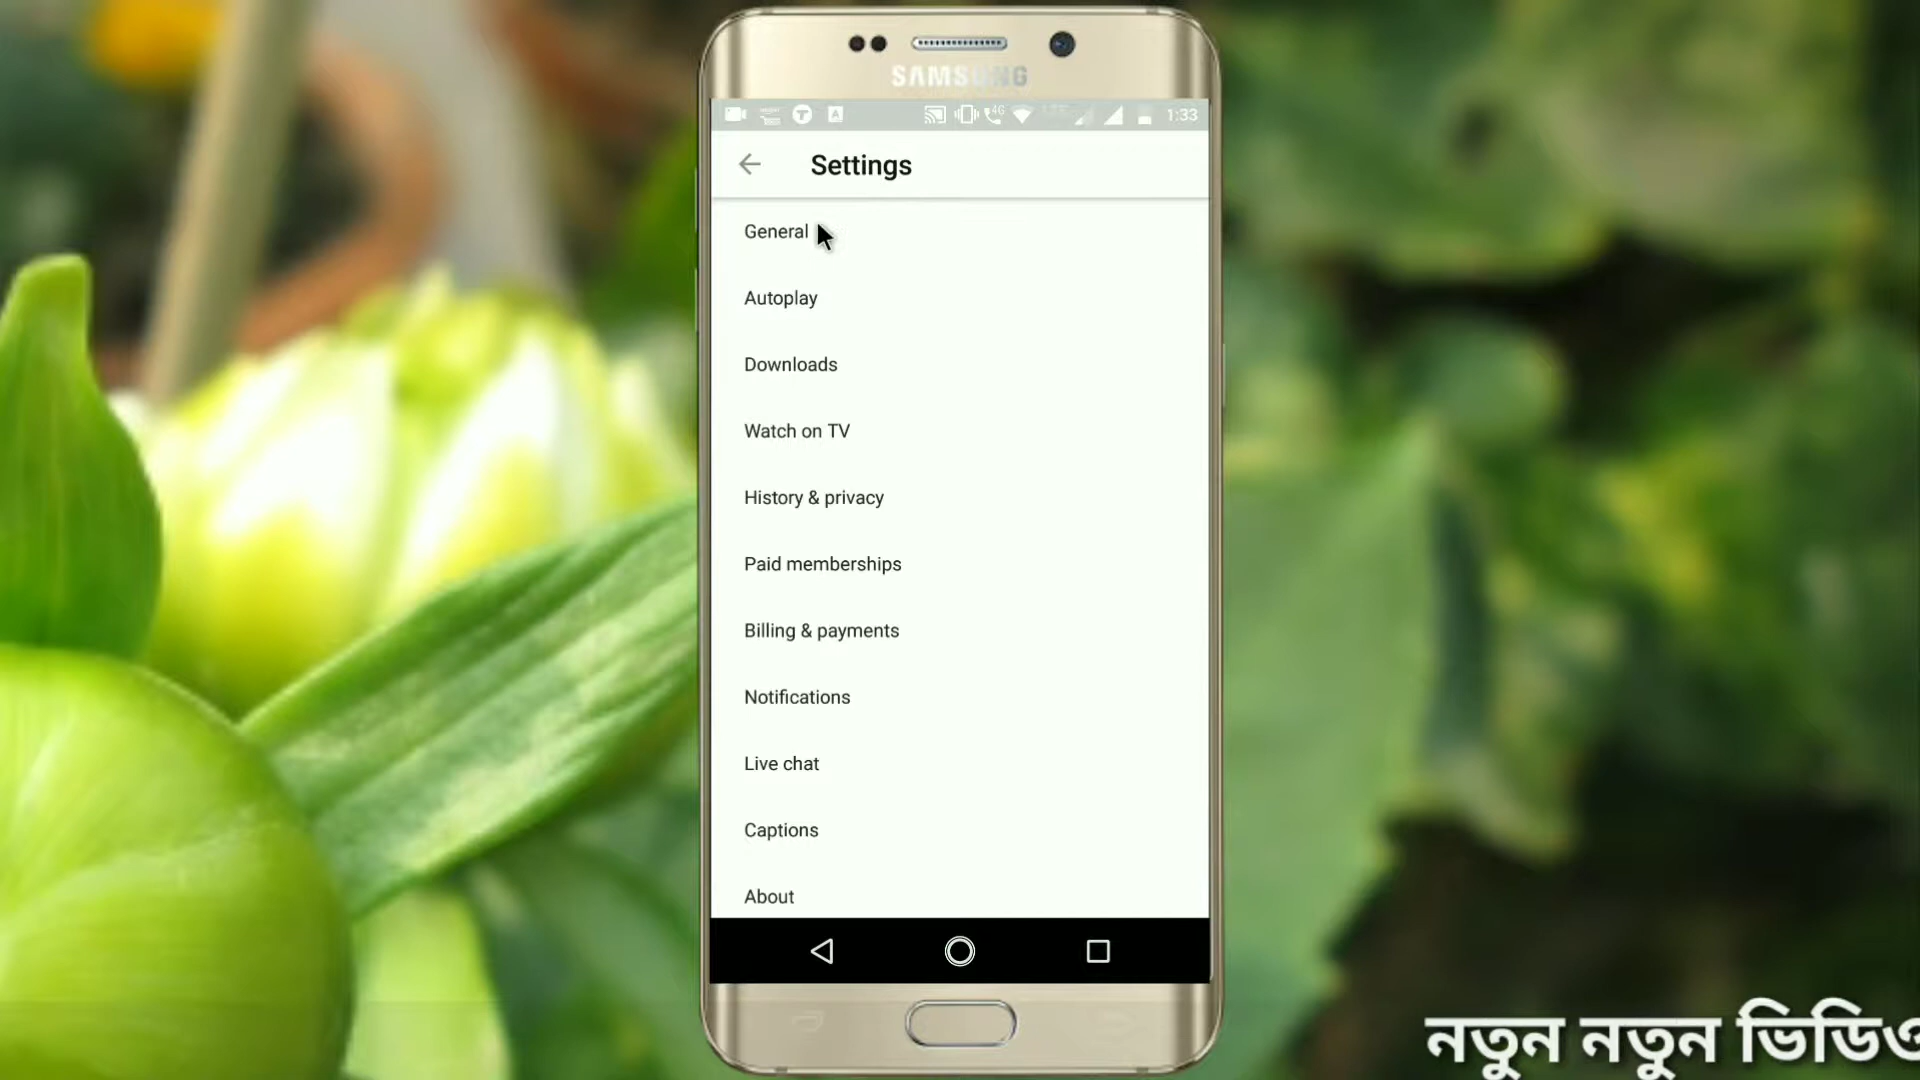 SAMSUNG
4G
1:33
Settings
General
Autoplay
Downloads
Watch on TV
History & privacy
Paid memberships
Billing & payments
Notifications
Live chat
Captions
About
নতুন নতুন ভিডিও